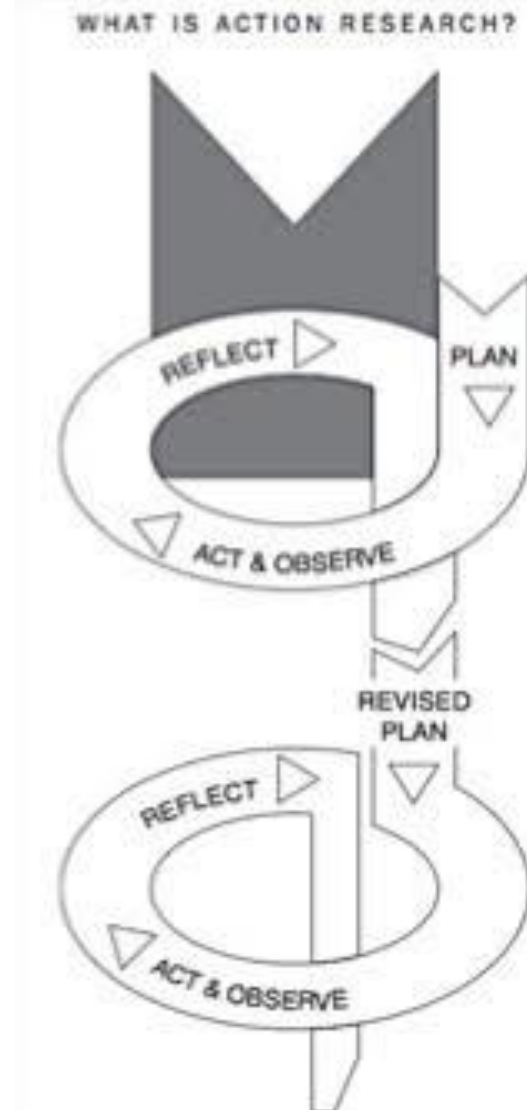 WHAT IS ACTION RESEARCH?
REFLECT
PLAN
ACT & OBSERVE
REVISED
PLAN
REFLECT
ACT & OBSERVE